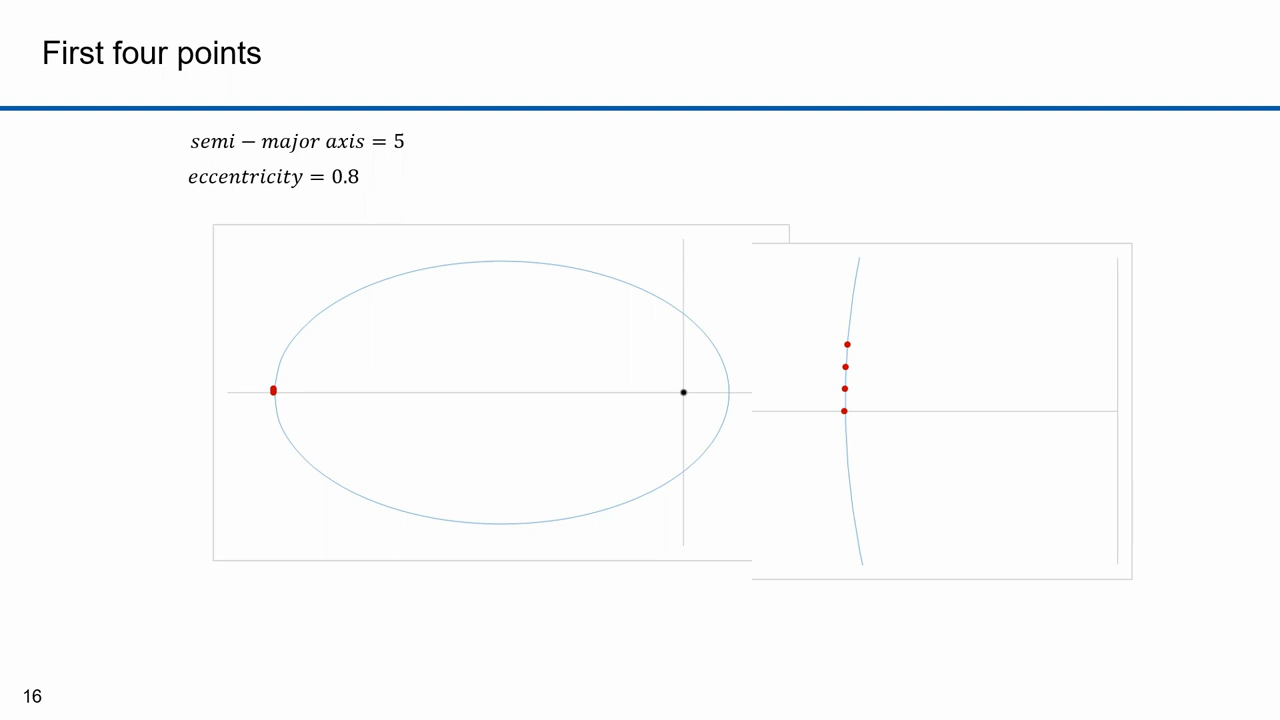 First four points
semi − major axis = 5
eccentricity = 0.8
16